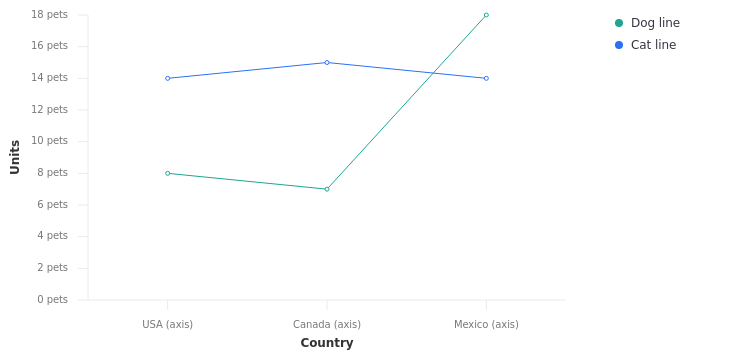 18 pets
16 pets
14 pets
12 pets
10 pets
8 pets
6 pets
4 pets
2 pets
0 pets
Units
USA (axis)
Canada (axis)
Mexico (axis)
Country
Dog line
Cat line